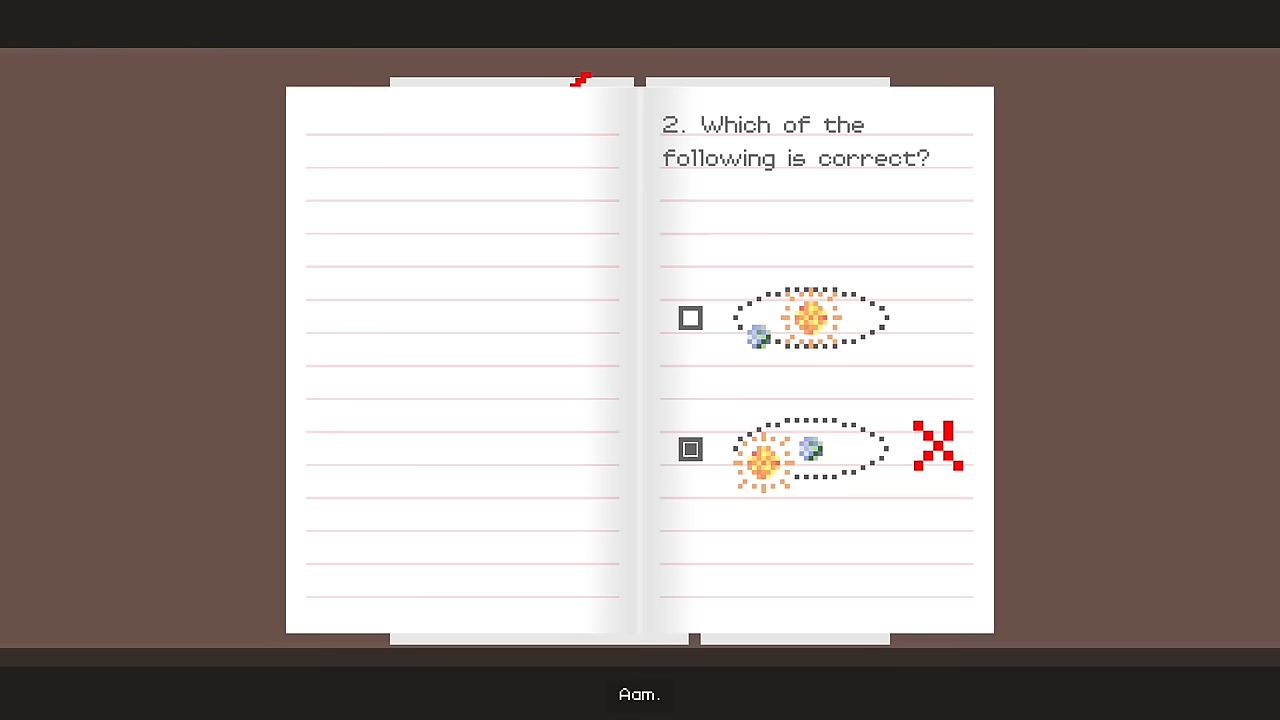 2. Which of the
following is correct?
Aam.